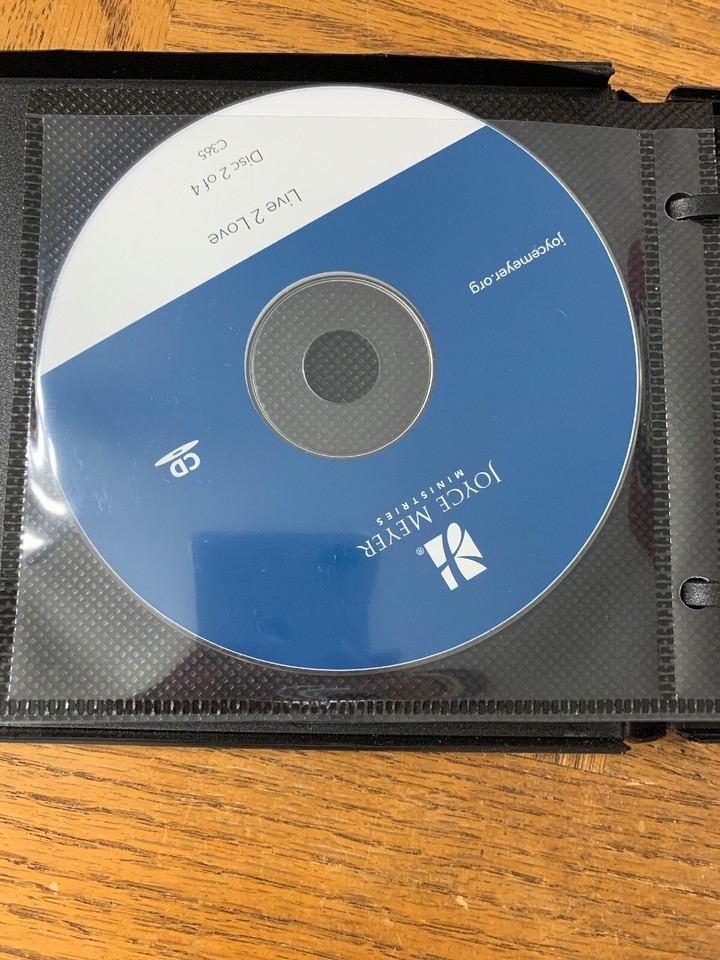 JOYCE MEYER®
MINISTRIES
CD
joycemeyer.org
Live 2 Love
Disc 2 of 4
C365